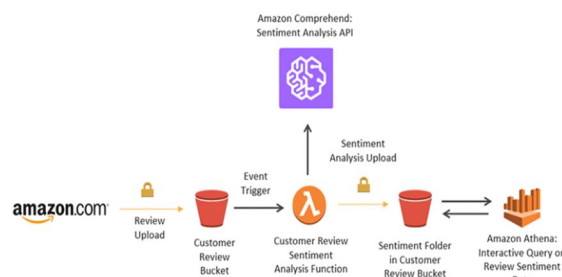 Amazon Comprehend:
Sentiment Analysis API
Sentiment
Analysis Upload
Event
Trigger
amazon.com
Review
Upload
Customer
Review
Bucket
Customer Review
Sentiment
Analysis Function
Sentiment Folder
in Customer
Review Bucket
Amazon Athena:
Interactive Query on
Review Sentiment